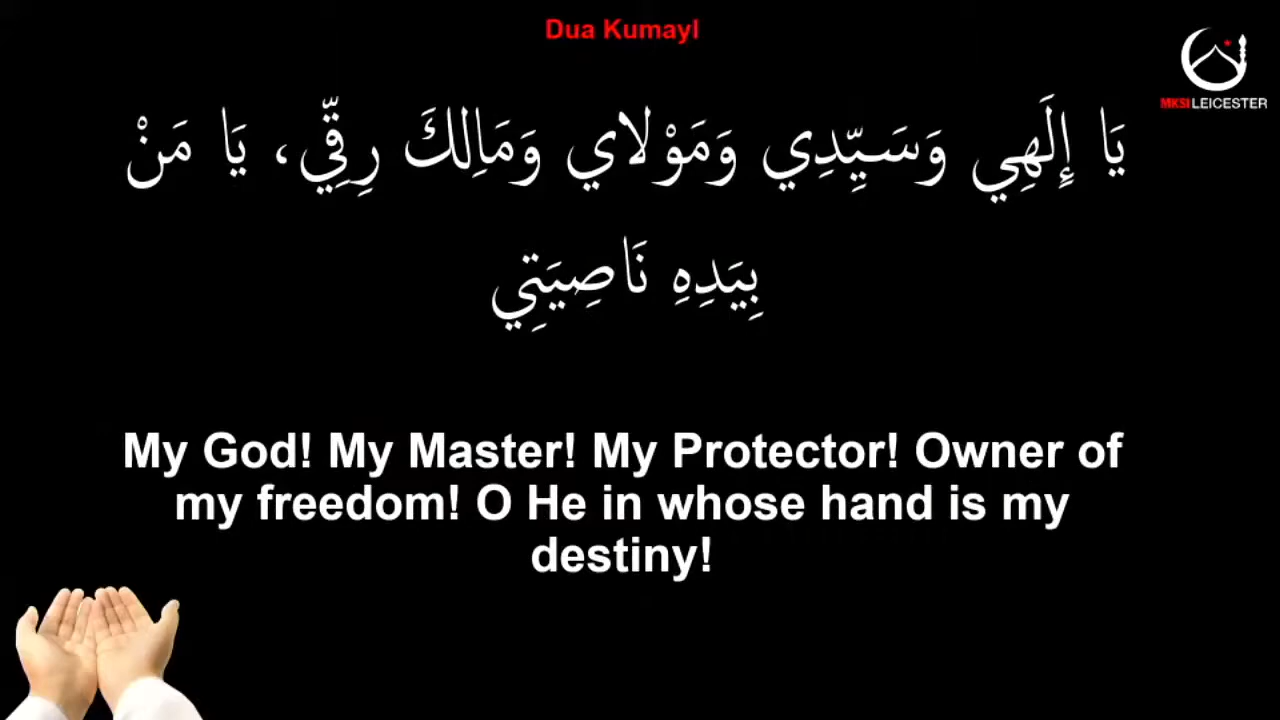 Dua Kumayl
MKSI LEICESTER
يَا إِلَهِي وَسَيِّدِي وَمَوْلاي وَمَاِلكَ رِقِّي، يَا مَنْ
بِيَدِهِ نَاصِيَتِي
My God! My Master! My Protector! Owner of
my freedom! O He in whose hand is my
destiny!